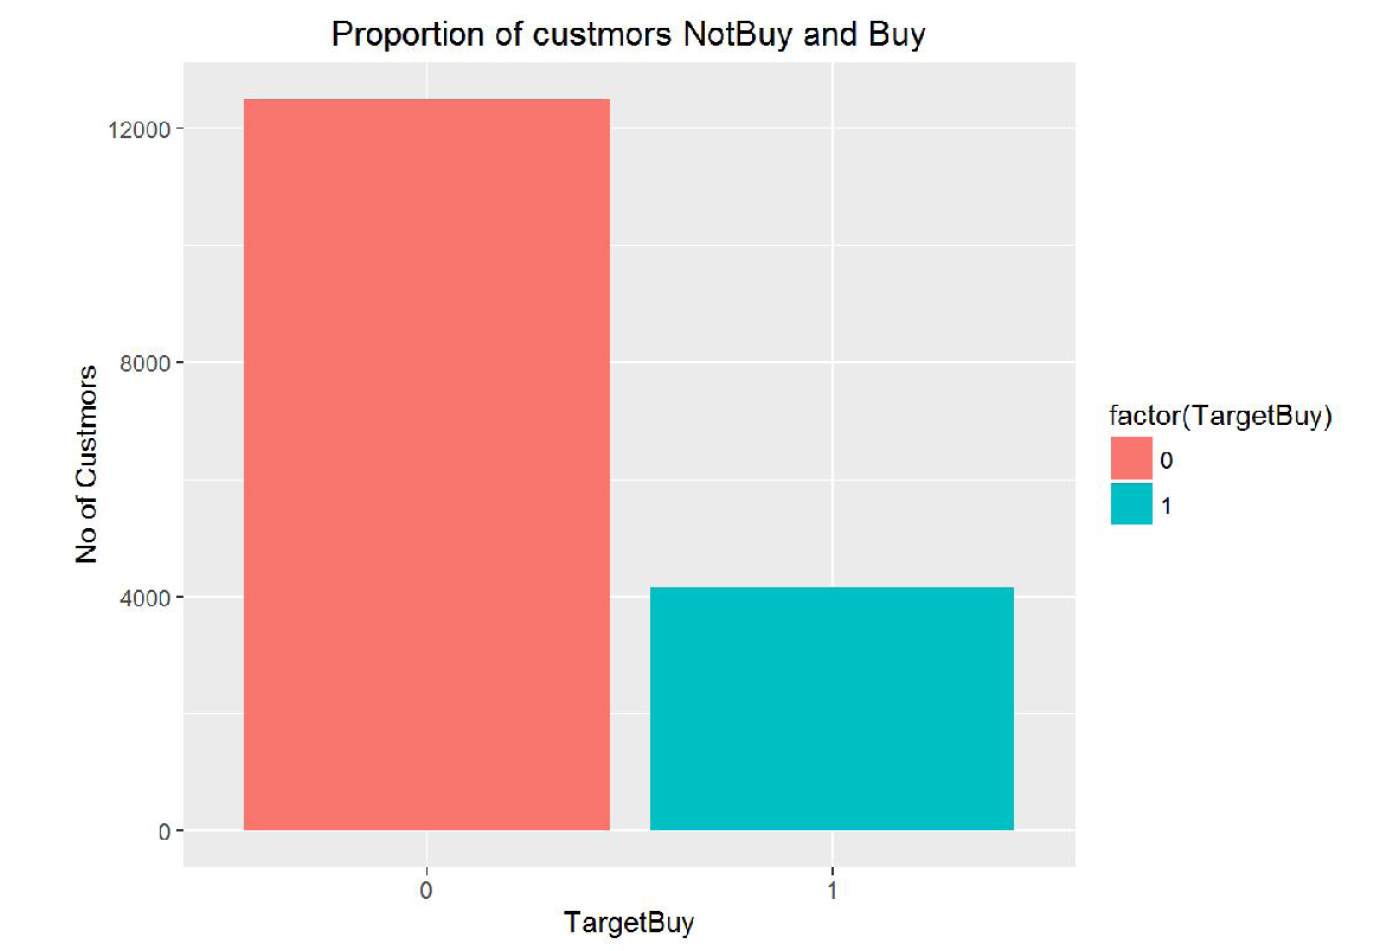 Proportion of custmors NotBuy and Buy
12000
8000
4000
0
No of Custmors
0
1
TargetBuy
factor(TargetBuy)
0
1